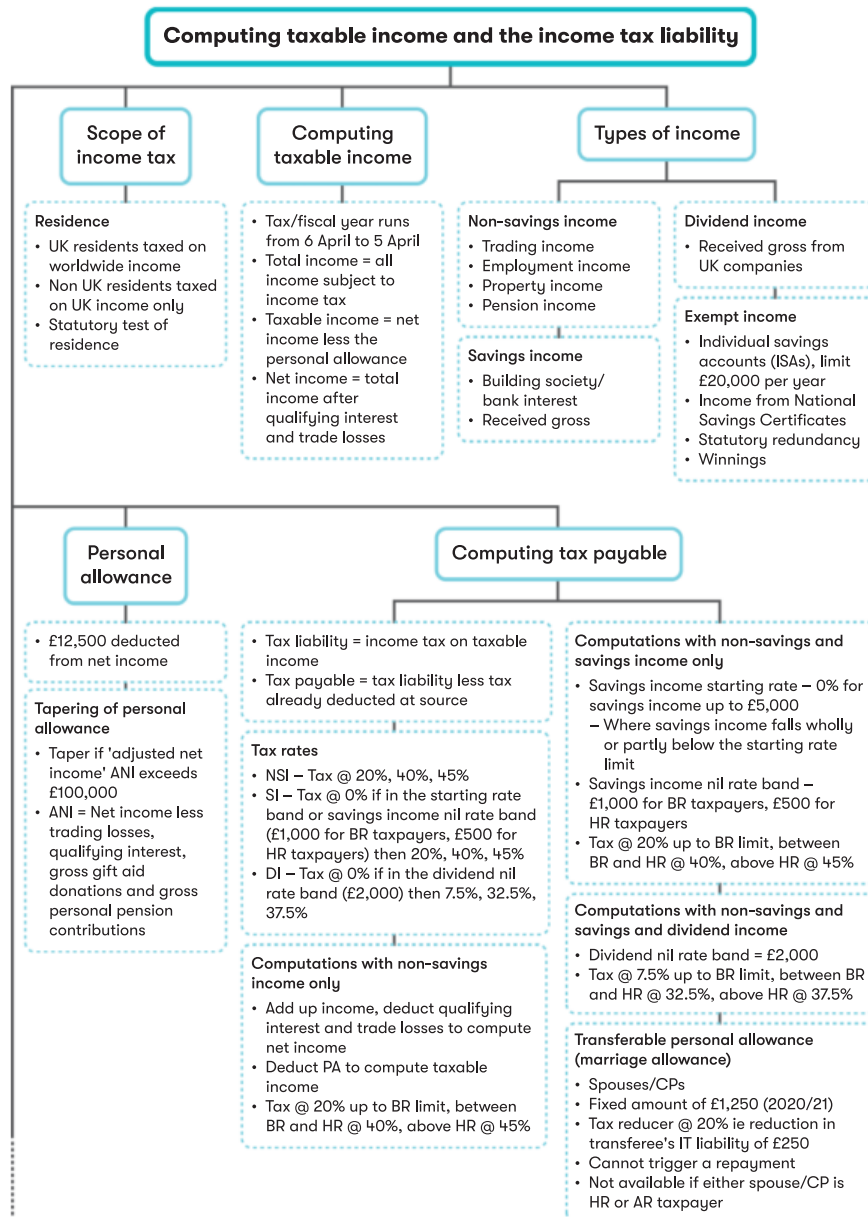 Computing taxable income and the income tax liability
Scope of
income tax
Computing
taxable income
Types of income
Residence
• UK residents taxed on
worldwide income
• Non UK residents taxed
on UK income only
• Statutory test of
residence
• Tax/fiscal year runs
from 6 April to 5 April
• Total income = all
income subject to
income tax
• Taxable income = net
income less the
personal allowance
• Net income = total
income after
qualifying interest
and trade losses
Non-savings income
• Trading income
• Employment income
• Property income
• Pension income
Savings income
• Building society/
bank interest
• Received gross
Dividend income
• Received gross from
UK companies
Exempt income
• Individual savings
accounts (ISAs), limit
£20,000 per year
• Income from National
Savings Certificates
• Statutory redundancy
• Winnings
Personal
allowance
Computing tax payable
• £12,500 deducted
from net income
Tapering of personal
allowance
• Taper if 'adjusted net
income' ANI exceeds
£100,000
• ANI = Net income less
trading losses,
qualifying interest,
gross gift aid
donations and gross
personal pension
contributions
• Tax liability = income tax on taxable
income
• Tax payable = tax liability less tax
already deducted at source
Tax rates
• NSI – Tax @ 20%, 40%, 45%
• SI – Tax @ 0% if in the starting rate
band or savings income nil rate band
(£1,000 for BR taxpayers, £500 for
HR taxpayers) then 20%, 40%, 45%
• DI – Tax @ 0% if in the dividend nil
rate band (£2,000) then 7.5%, 32.5%,
37.5%
Computations with non-savings
income only
• Add up income, deduct qualifying
interest and trade losses to compute
net income
• Deduct PA to compute taxable
income
• Tax @ 20% up to BR limit, between
BR and HR @ 40%, above HR @ 45%
Computations with non-savings and
savings income only
• Savings income starting rate – 0% for
savings income up to £5,000
– Where savings income falls wholly
or partly below the starting rate
limit
• Savings income nil rate band –
£1,000 for BR taxpayers, £500 for
HR taxpayers
• Tax @ 20% up to BR limit, between
BR and HR @ 40%, above HR @ 45%
Computations with non-savings and
savings and dividend income
• Dividend nil rate band = £2,000
• Tax @ 7.5% up to BR limit, between BR
and HR @ 32.5%, above HR @ 37.5%
Transferable personal allowance
(marriage allowance)
• Spouses/CPs
• Fixed amount of £1,250 (2020/21)
• Tax reducer @ 20% ie reduction in
transferee's IT liability of £250
• Cannot trigger a repayment
• Not available if either spouse/CP is
HR or AR taxpayer